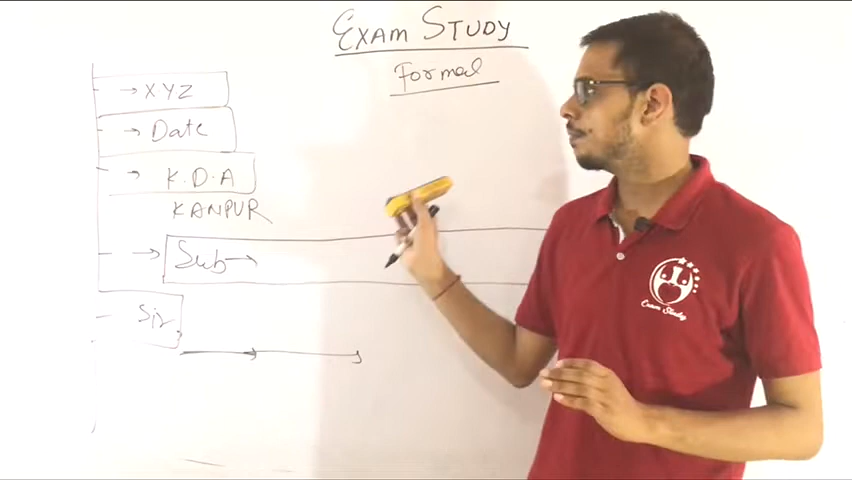 EXAM STUDY
Formal
→ XYZ
→ Date
→ K.D.A
KANPUR
→ Sub →
Sir,
Exam Study